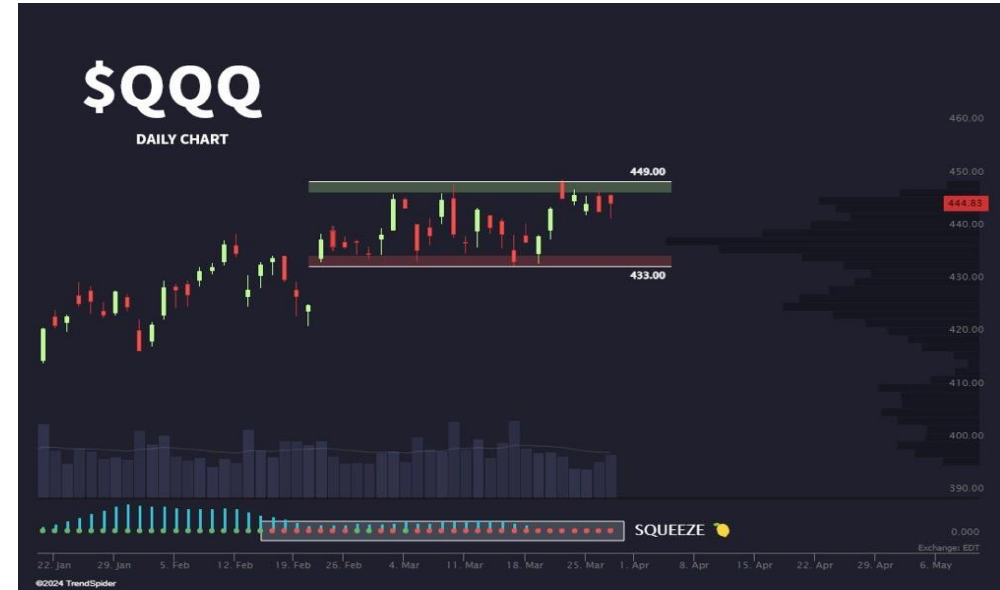 $QQQ
DAILY CHART
460.00
449.00
450.00
444.83
440.00
430.00
433.00
420.00
410.00
400.00
390.00
SQUEEZE 🍋
0.000
Exchange: EDT
22. Jan 29. Jan 5. Feb 12. Feb 19. Feb 26. Feb 4. Mar 11. Mar 18. Mar 25. Mar 1. Apr 8. Apr 15. Apr 22. Apr 29. Apr 6. May
©2024 TrendSpider